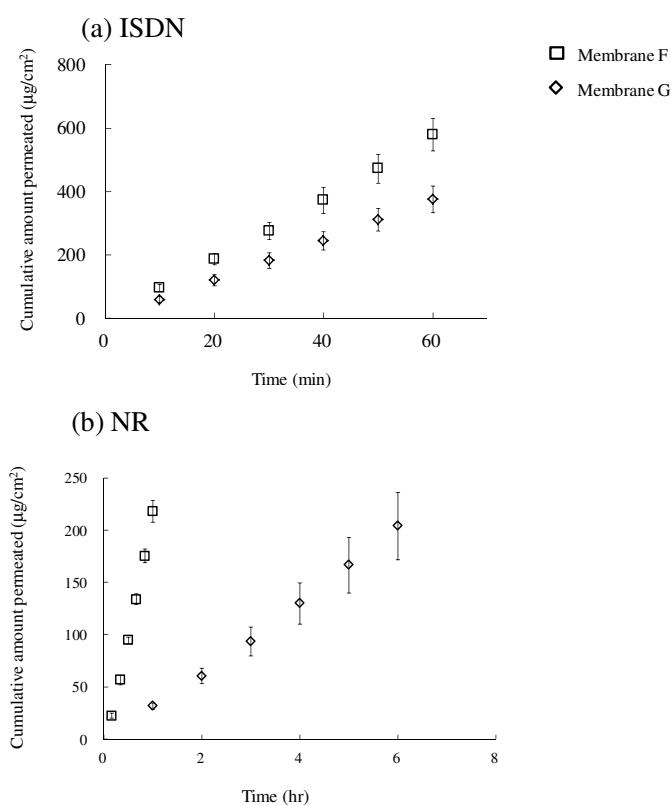 (a) ISDN
Membrane F
Membrane G
Cumulative amount permeated (μg/cm²)
800
600
400
200
0
0 20 40 60
Time (min)
(b) NR
Cumulative amount permeated (μg/cm²)
250
200
150
100
50
0
0 2 4 6 8
Time (hr)